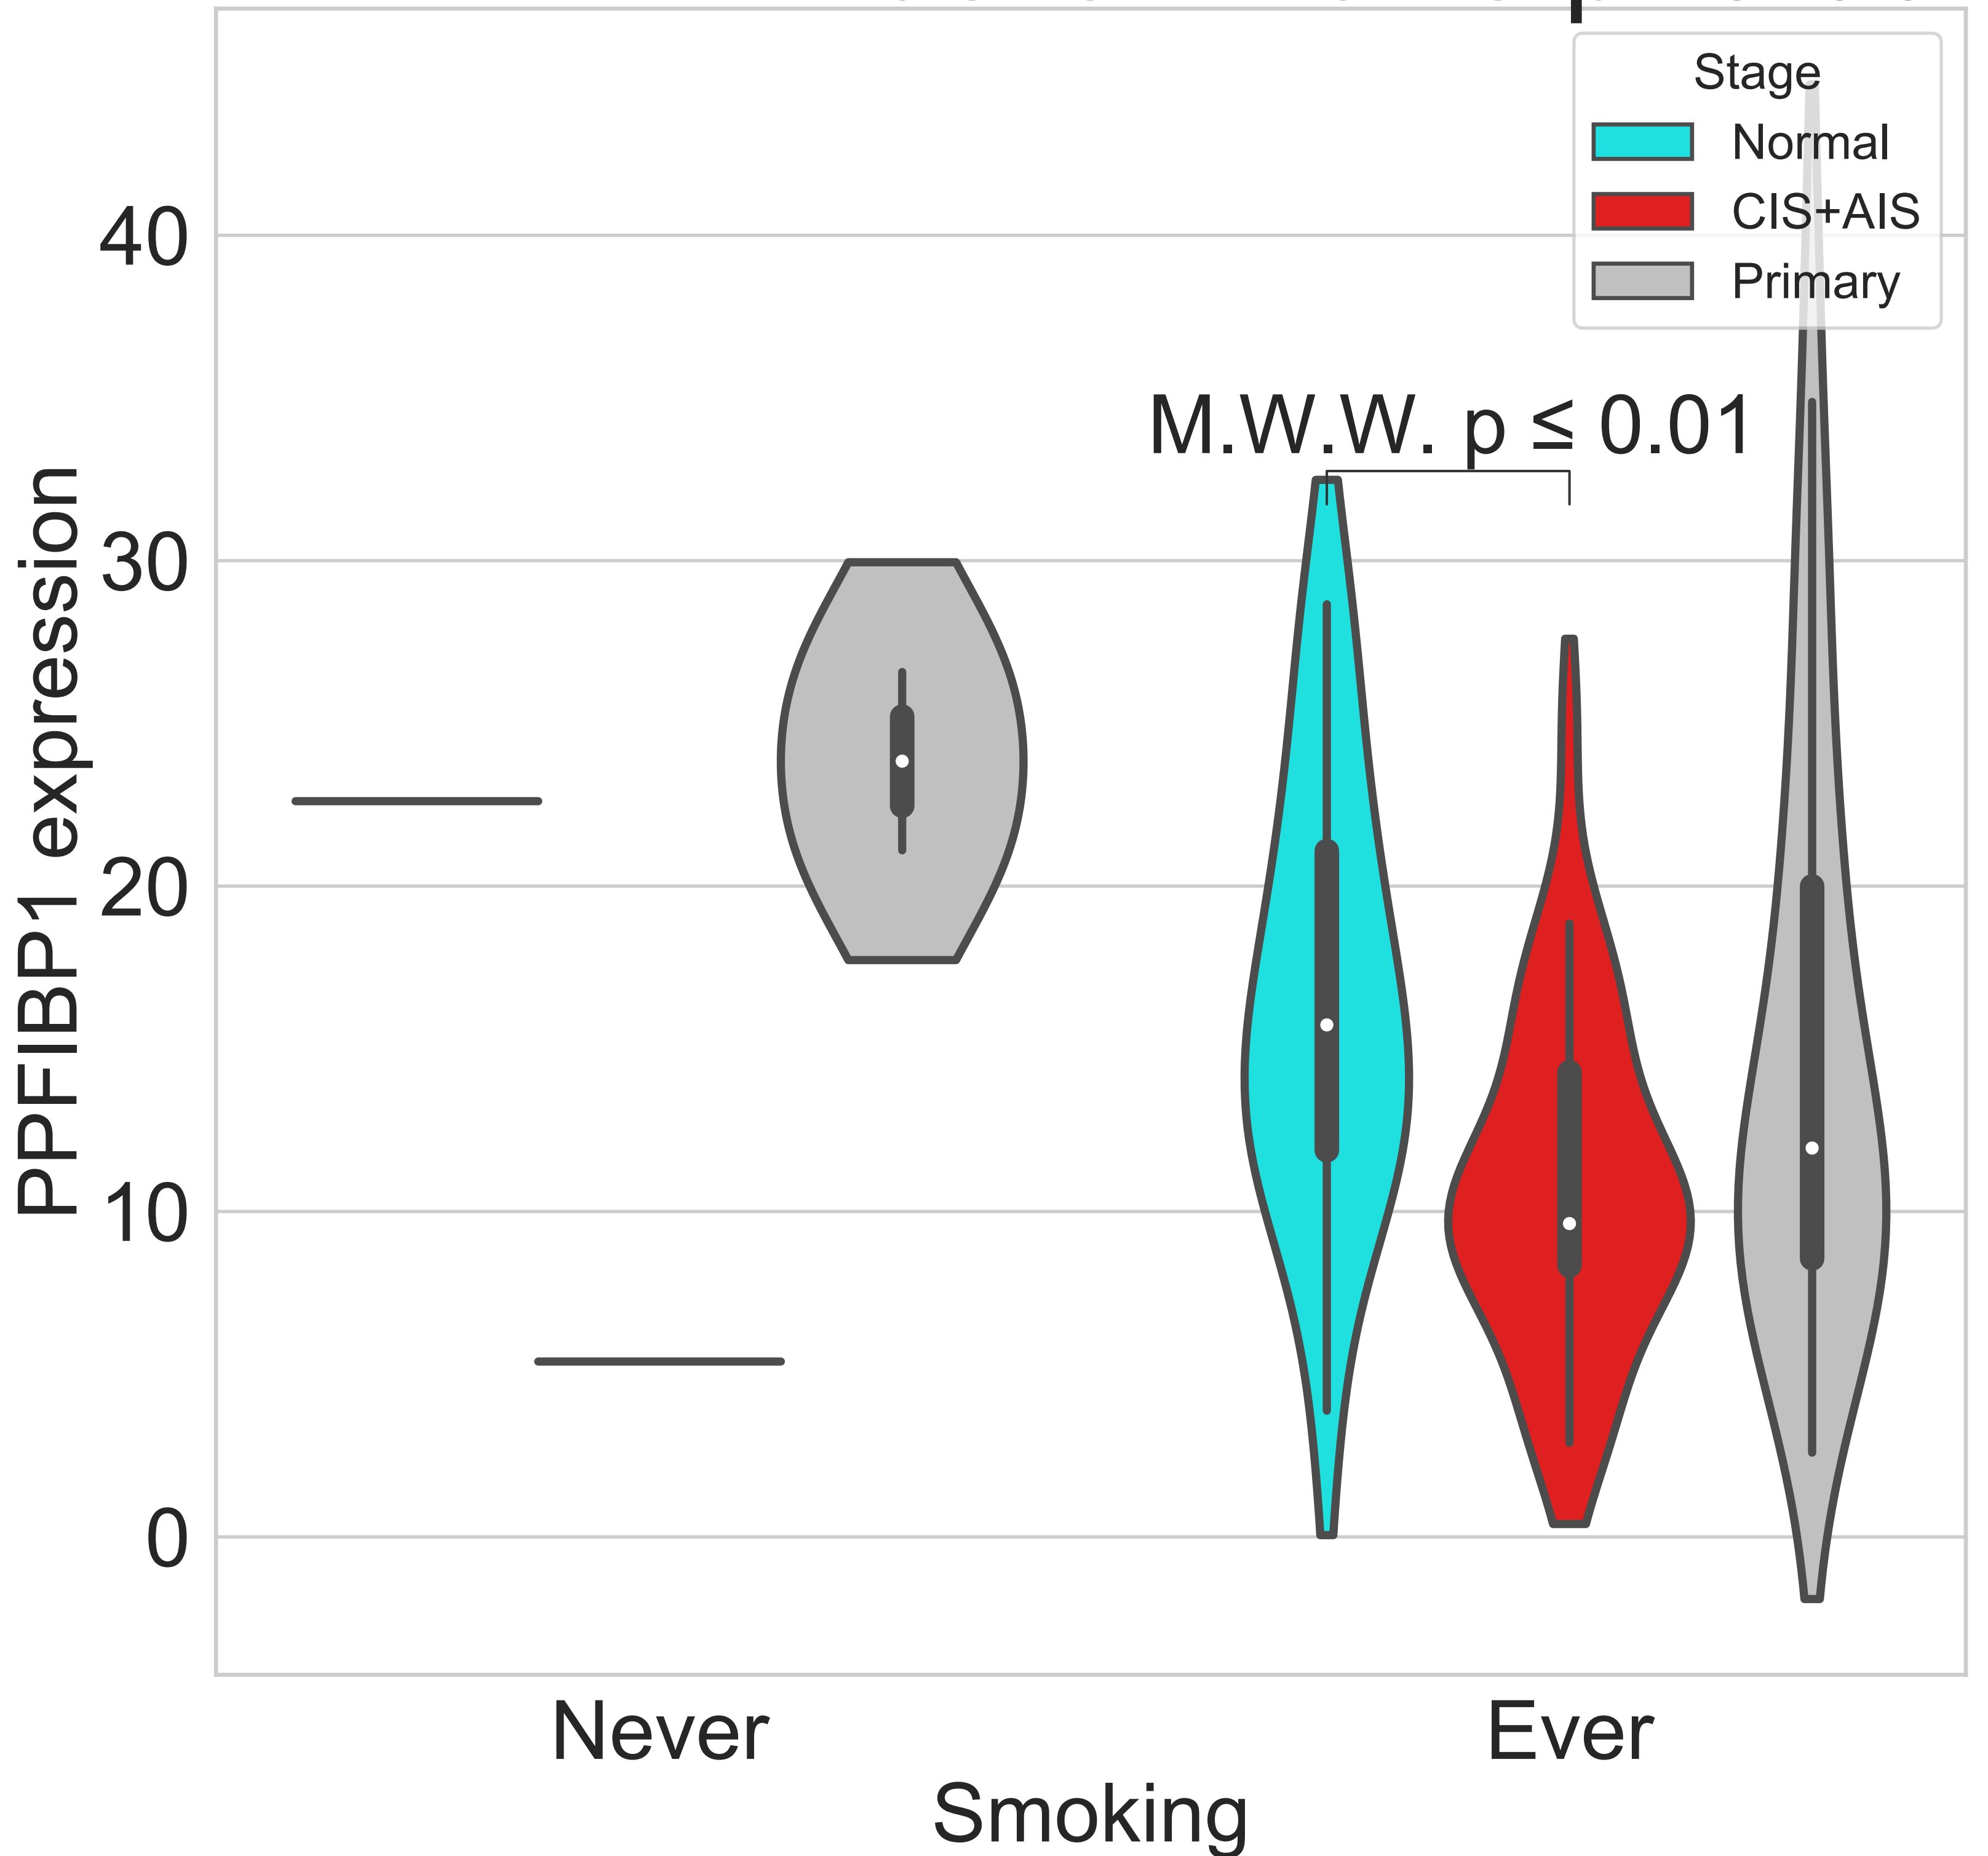 Stage
Normal
CIS+AIS
Primary
M.W.W. p ≤ 0.01
40
30
20
10
0
PPFIBP1 expression
Never
Ever
Smoking